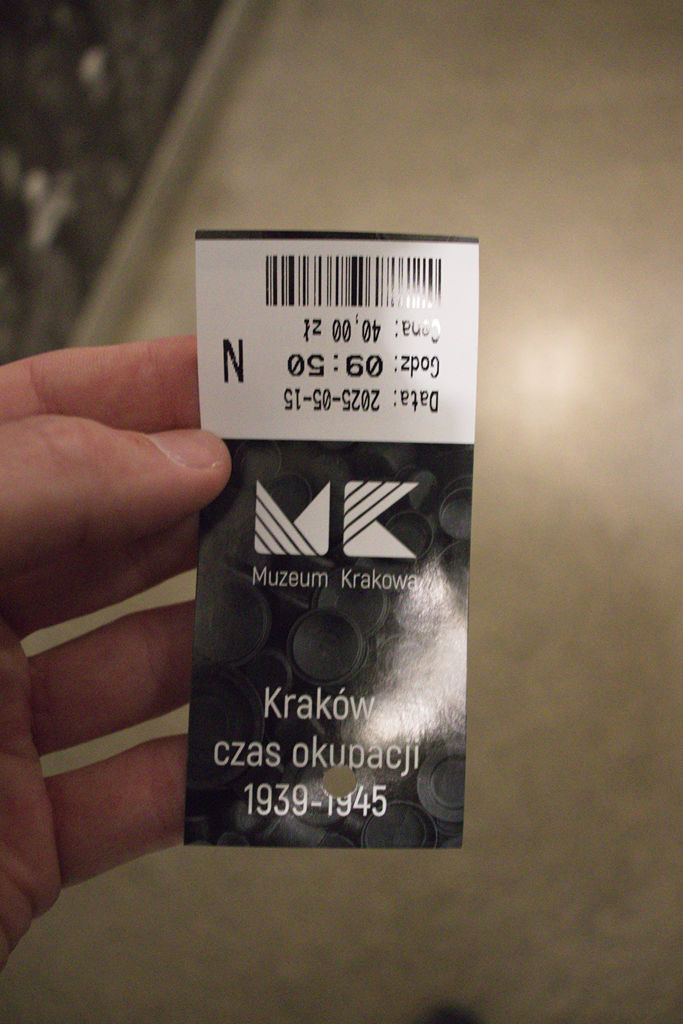 Cena: 40,00 zł
Godz: 09:50
Data: 2025-05-15
N
MK
Muzeum Krakowa
Kraków
czas okupacji
1939-1945